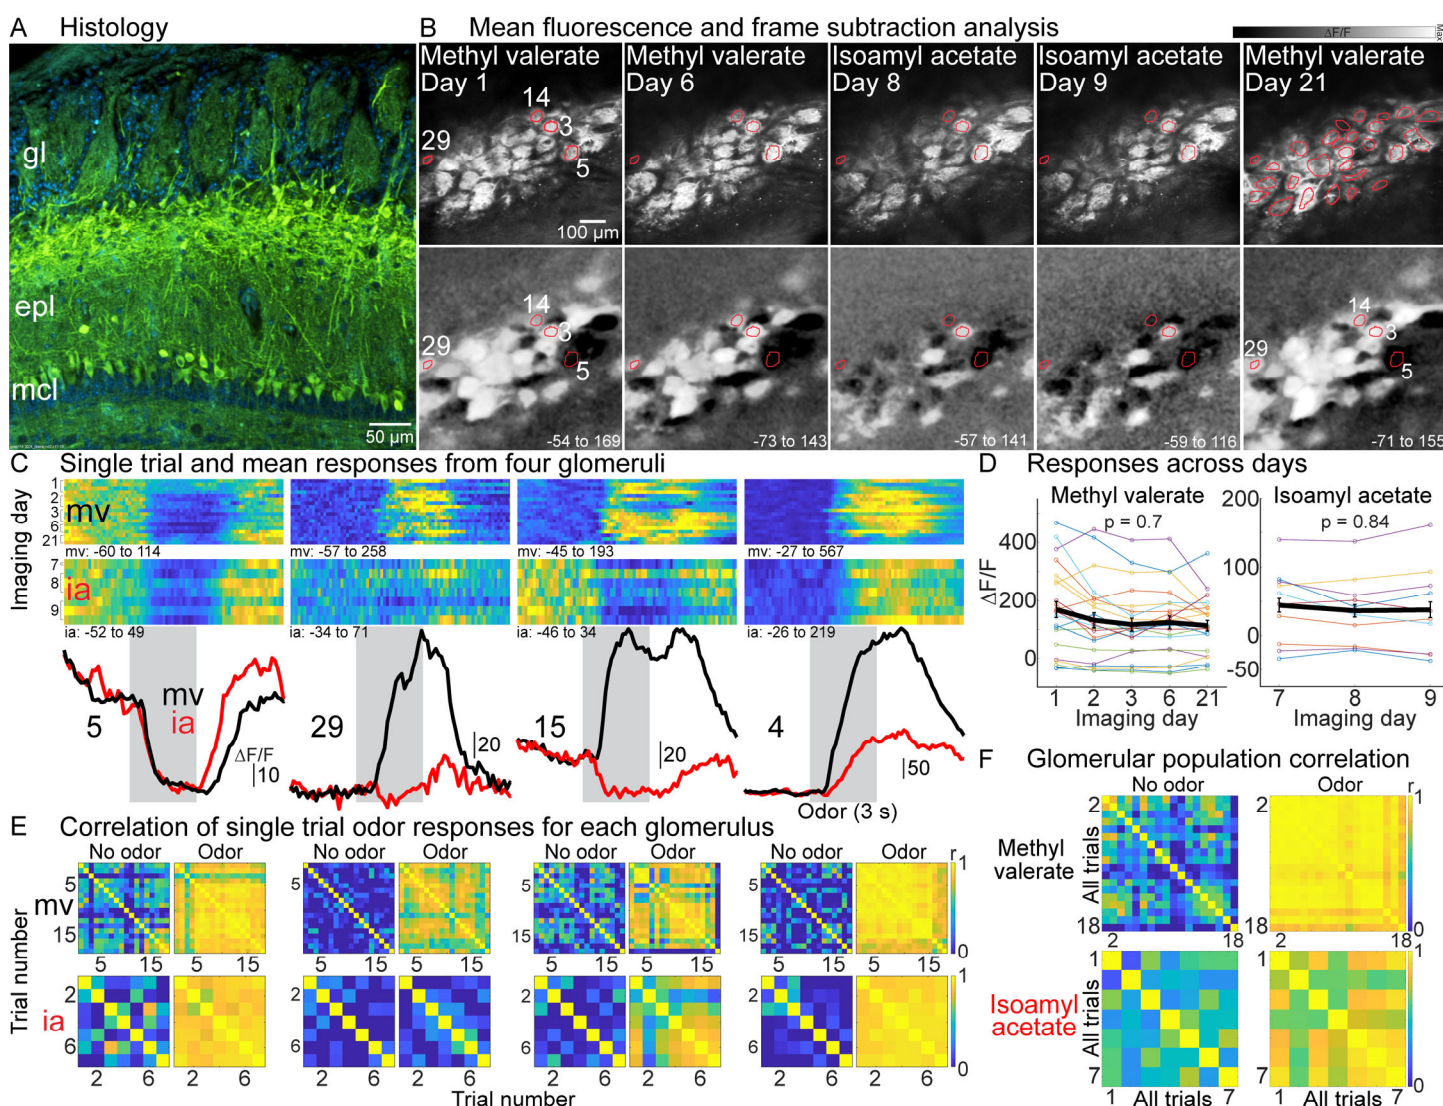 A Histology
gl
epl
mcl
50 µm
B Mean fluorescence and frame subtraction analysis
ΔF/F
Max
Methyl valerate
Day 1
Methyl valerate
Day 6
Isoamyl acetate
Day 8
Isoamyl acetate
Day 9
Methyl valerate
Day 21
14
3
29
5
100 µm
14
3
29
5
14
3
29
5
-54 to 169
-73 to 143
-57 to 141
-59 to 116
-71 to 155
C Single trial and mean responses from four glomeruli
Imaging day
1
2
3
6
21
mv
mv: -60 to 114
mv: -57 to 258
mv: -45 to 193
mv: -27 to 567
7
8
9
ia
ia: -52 to 49
ia: -34 to 71
ia: -46 to 34
ia: -26 to 219
mv
ia
5
ΔF/F
10
29
20
15
20
4
50
Odor (3 s)
D Responses across days
Methyl valerate
p = 0.7
ΔF/F
400
200
0
1 2 3 6 21
Imaging day
Isoamyl acetate
p = 0.84
200
100
50
0
-50
7 8 9
Imaging day
E Correlation of single trial odor responses for each glomerulus
No odor Odor No odor Odor No odor Odor No odor Odor
r
1
0
1
0
mv
Trial number
5
15
5
15
5
15
5
15
5 15 5 15 5 15 5 15 5 15 5 15 5 15 5 15
ia
2
6
2
6
2
6
2
6
2 6 2 6 2 6 2 6 2 6 2 6 2 6 2 6
Trial number
F Glomerular population correlation
No odor Odor
r
1
0
Methyl
valerate
All trials
2
18
2 18
2
18
2 18
Isoamyl
acetate
All trials
1
7
1 All trials 7
1
7
1 All trials 7
1
0